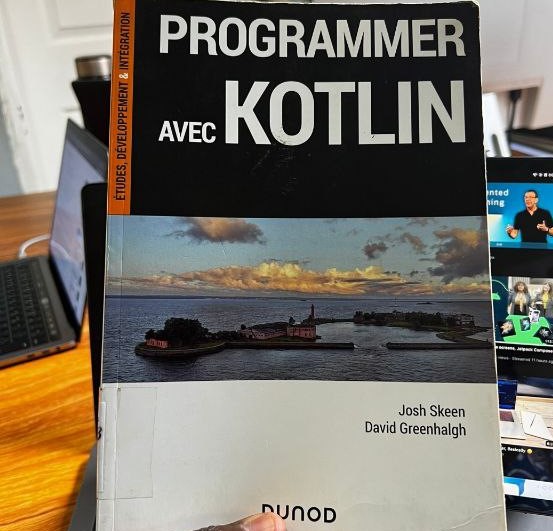 PROGRAMMER
AVEC KOTLIN
ÉTUDES, DÉVELOPPEMENT & INTÉGRATION
Josh Skeen
David Greenhalgh
DUNOD